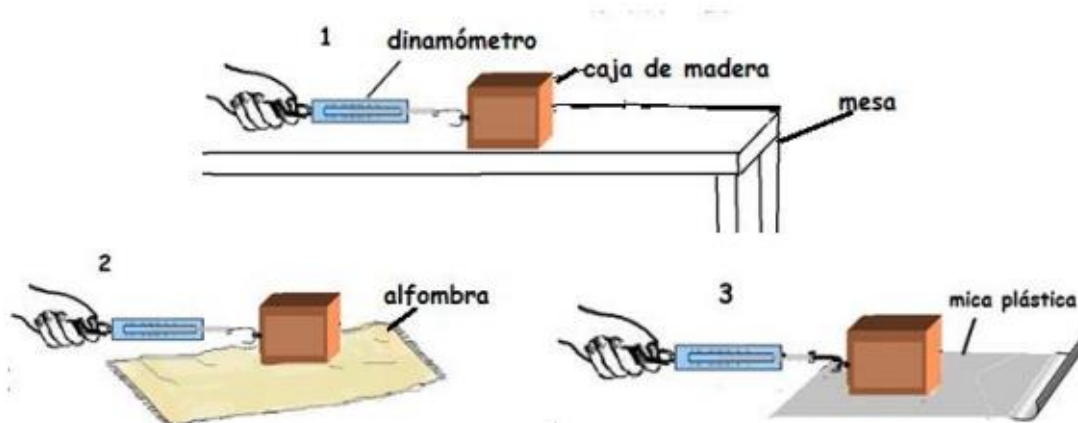 1
dinamómetro
caja de madera
mesa
2
alfombra
3
mica plástica